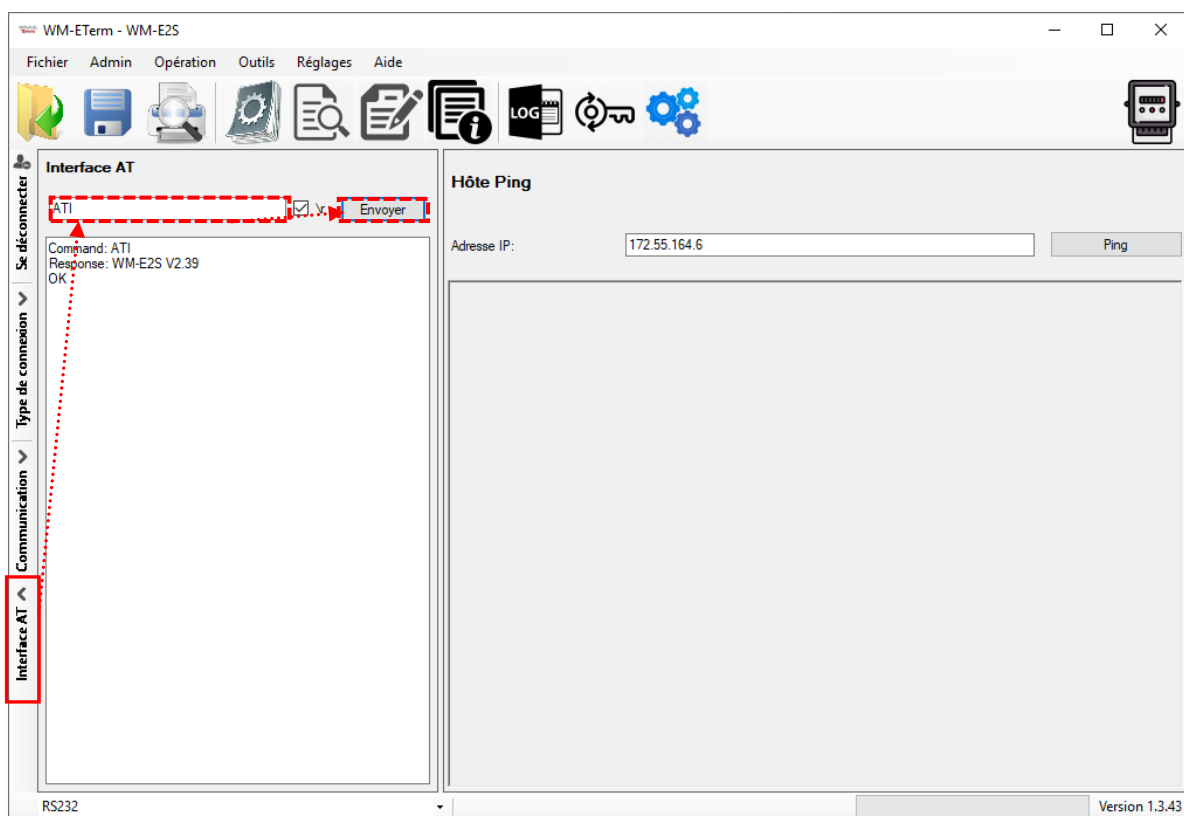 WM-ETerm - WM-E2S
Fichier Admin Opération Outils Réglages Aide
LOG
Se déconnecter
Type de connexion
Communication
Interface AT
Interface AT
ATI \r Envoyer
Command: ATI
Response: WM-E2S V2.39
OK
Hôte Ping
Adresse IP: 172.55.164.6 Ping
RS232
Version 1.3.43